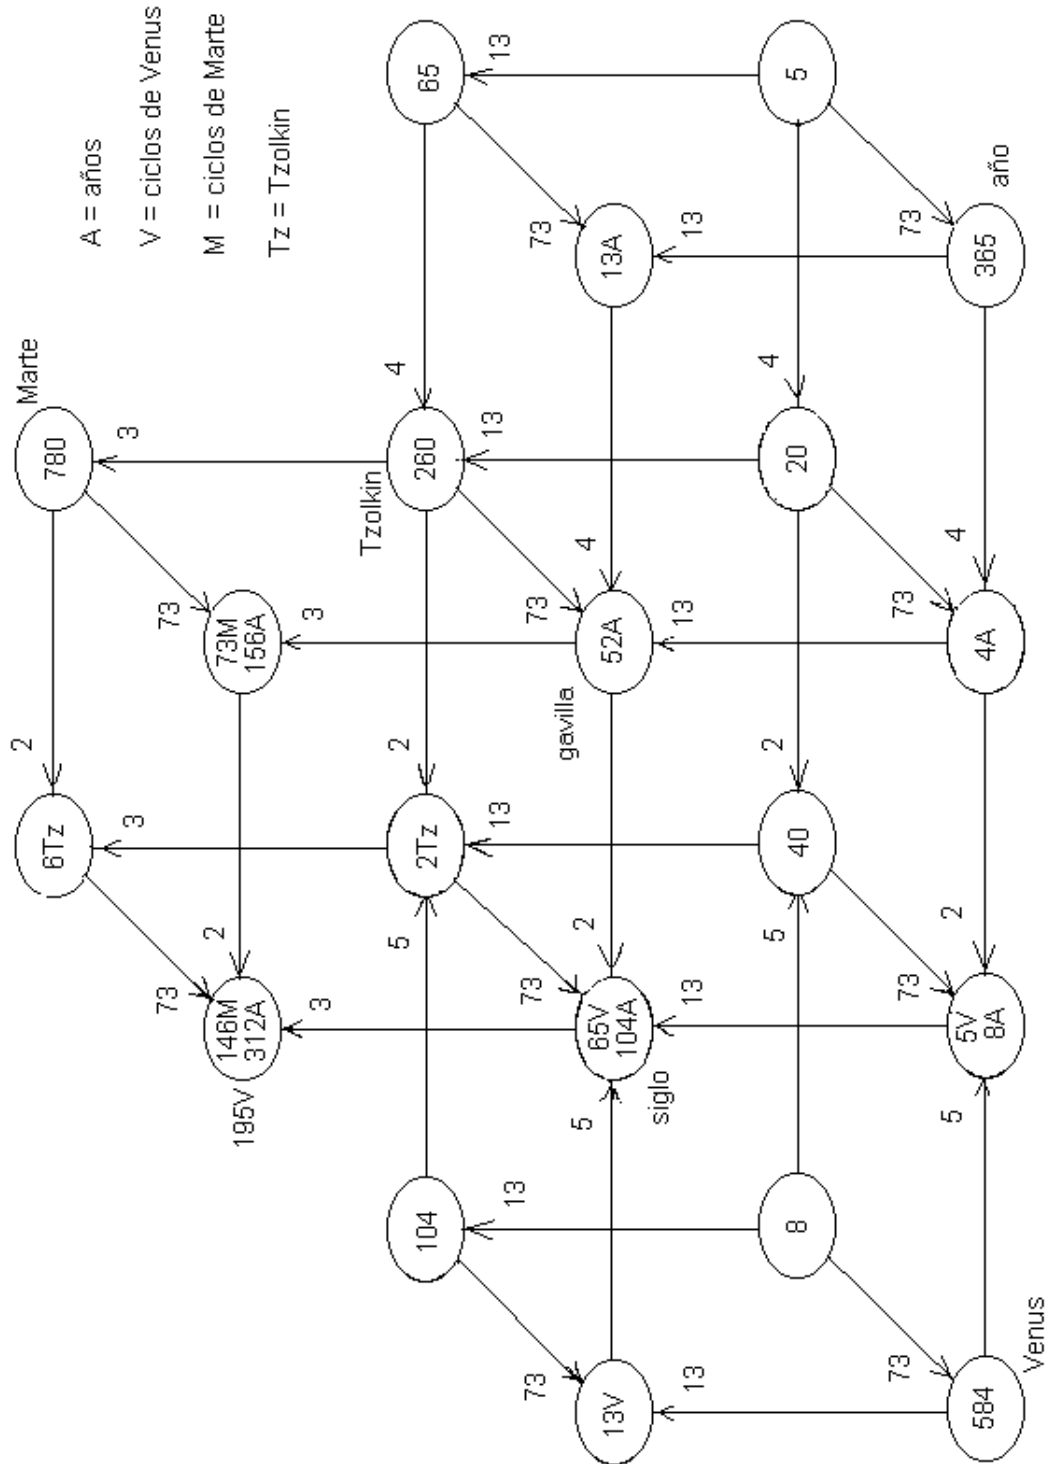 2
Marte
6Tz
780
A = años
3
3
V = ciclos de Venus
73
73
2
M = ciclos de Marte
195V
146M
312A
73M
156A
Tz = Tzolkin
3
3
Tzolkin
5
2
4
104
2Tz
260
65
13
13
13
13
73
73
73
73
gavilla
5
2
4
13V
65V
104A
52A
13A
siglo
13
13
13
13
5
2
4
8
40
20
5
73
73
73
73
5
2
4
584
5V
8A
4A
365
Venus
año